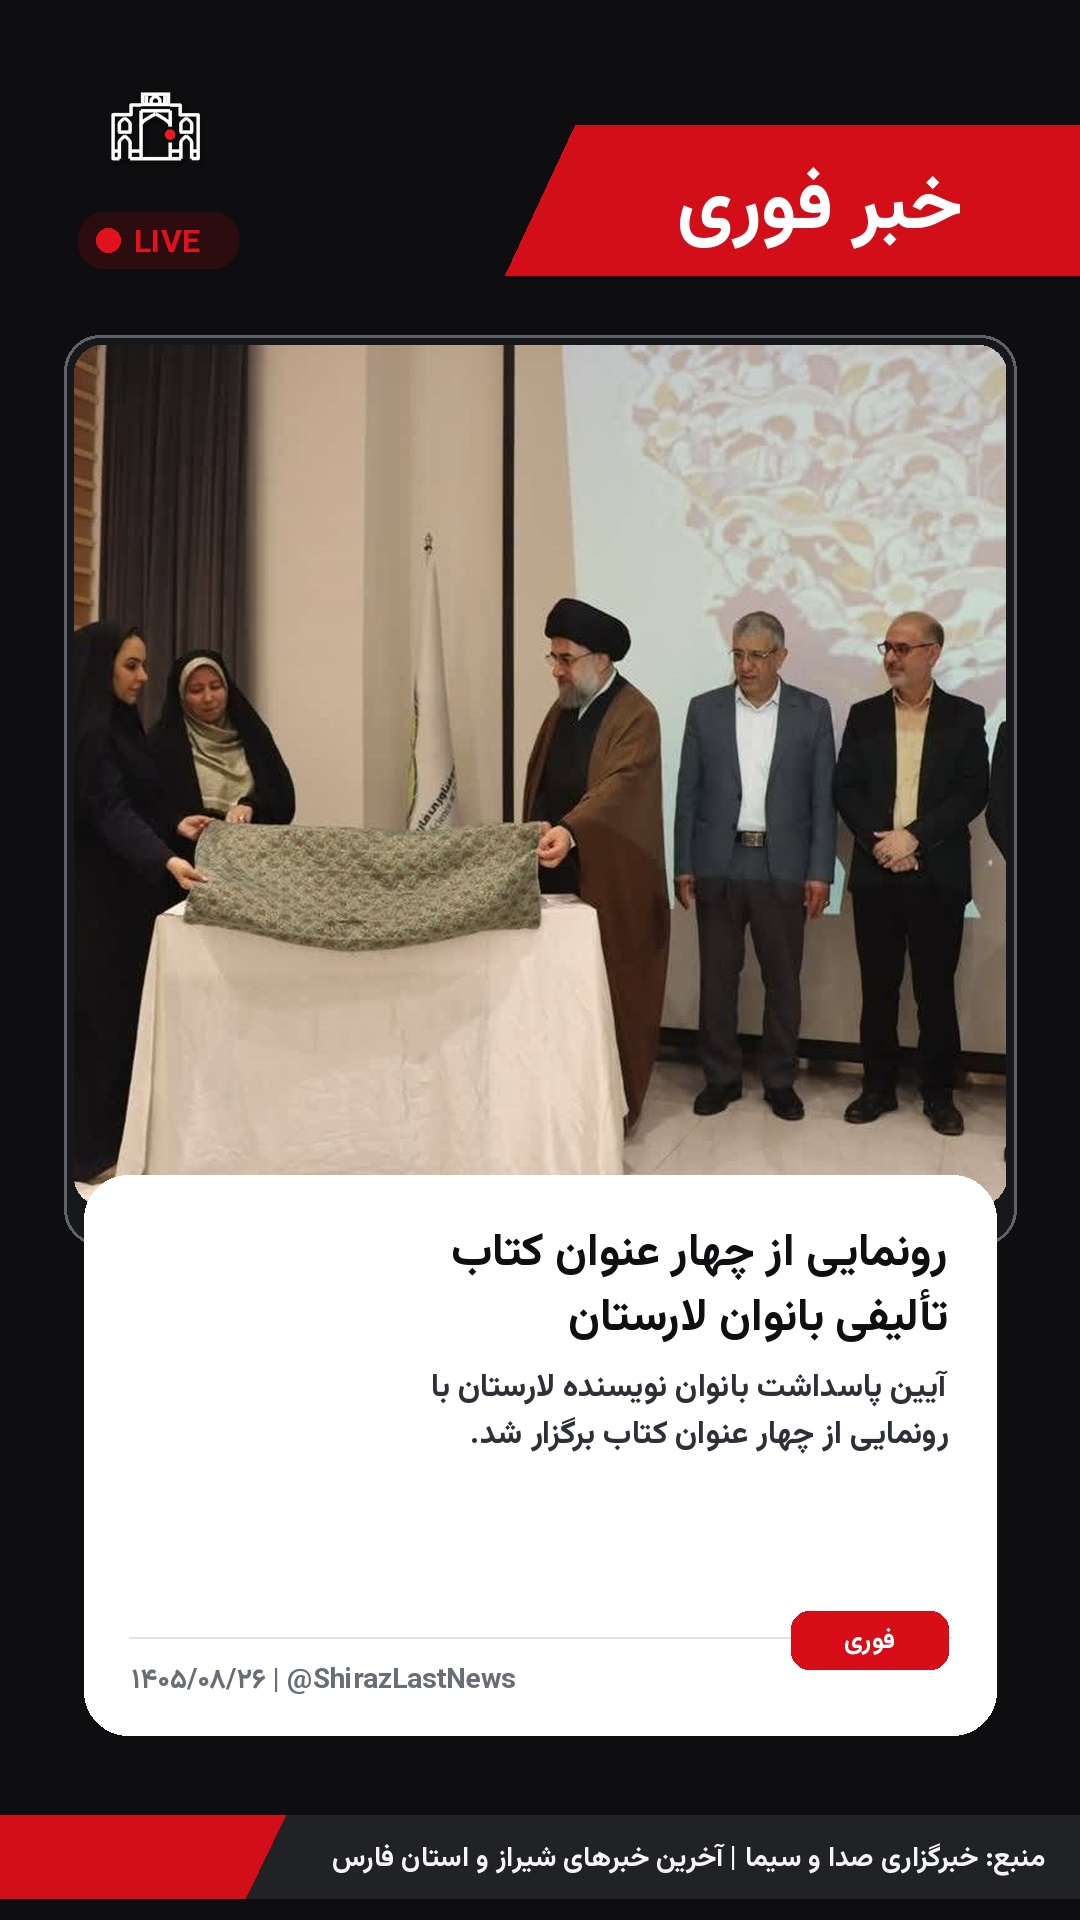 خبر فوری
LIVE
رونمایی از چهار عنوان کتاب
تألیفی بانوان لارستان
آیین پاسداشت بانوان نویسنده لارستان با
رونمایی از چهار عنوان کتاب برگزار شد.
فوری
۱۴۰۵/۰۸/۲۶ | @ShirazLastNews
منبع: خبرگزاری صدا و سیما | آخرین خبرهای شیراز و استان فارس